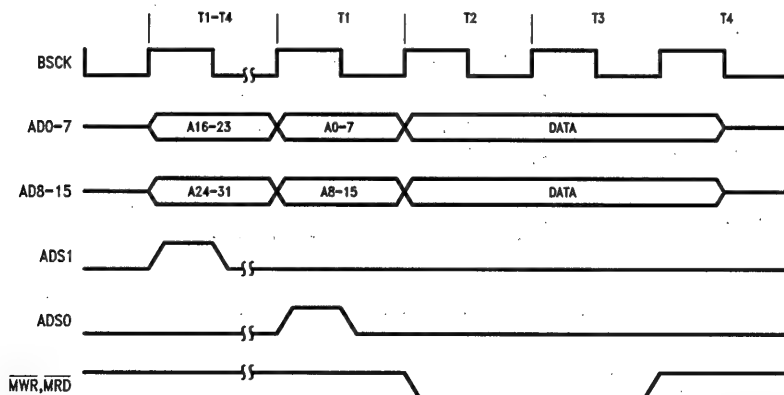 T1-T4 T1 T2 T3 T4
BSCK
AD0-7 A16-23 A0-7 DATA
AD8-15 A24-31 A8-15 DATA
ADS1
ADS0
MWR,MRD